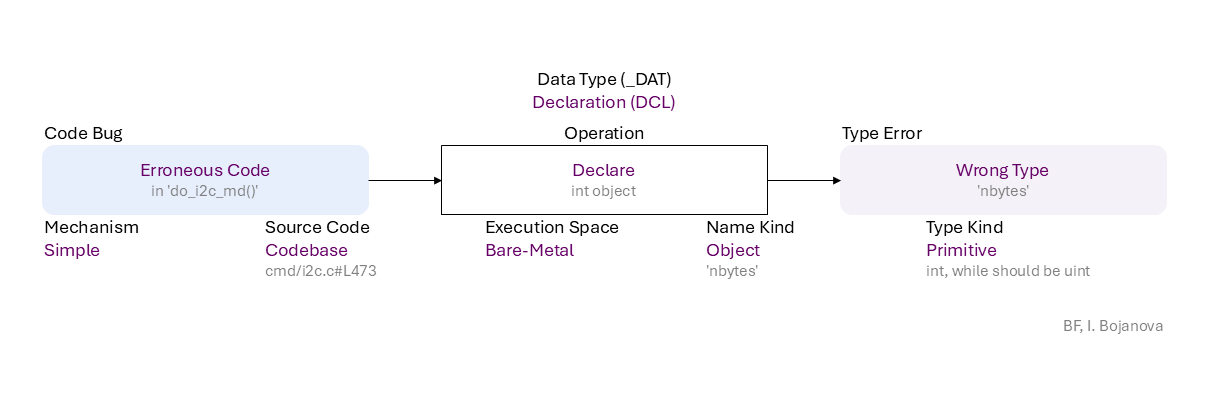 Data Type (_DAT)
Declaration (DCL)
Code Bug
Operation
Type Error
Erroneous Code
in 'do_i2c_md()'
Declare
int object
Wrong Type
'nbytes'
Mechanism
Simple
Source Code
Codebase
cmd/i2c.c#L473
Execution Space
Bare-Metal
Name Kind
Object
'nbytes'
Type Kind
Primitive
int, while should be uint
BF, I. Bojanova